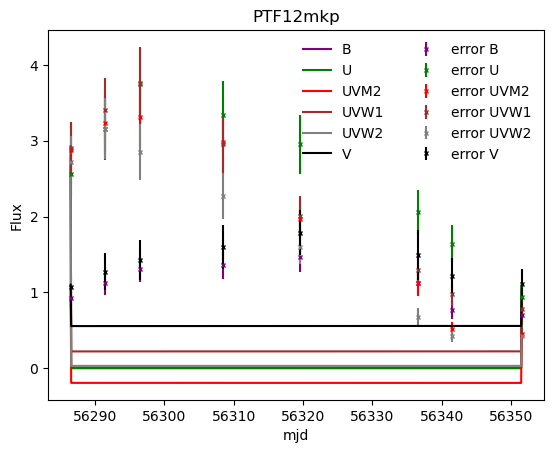 PTF12mkp
B
U
UVM2
UVW1
UVW2
V
error B
error U
error UVM2
error UVW1
error UVW2
error V
Flux
4
3
2
1
0
56290 56300 56310 56320 56330 56340 56350
mjd